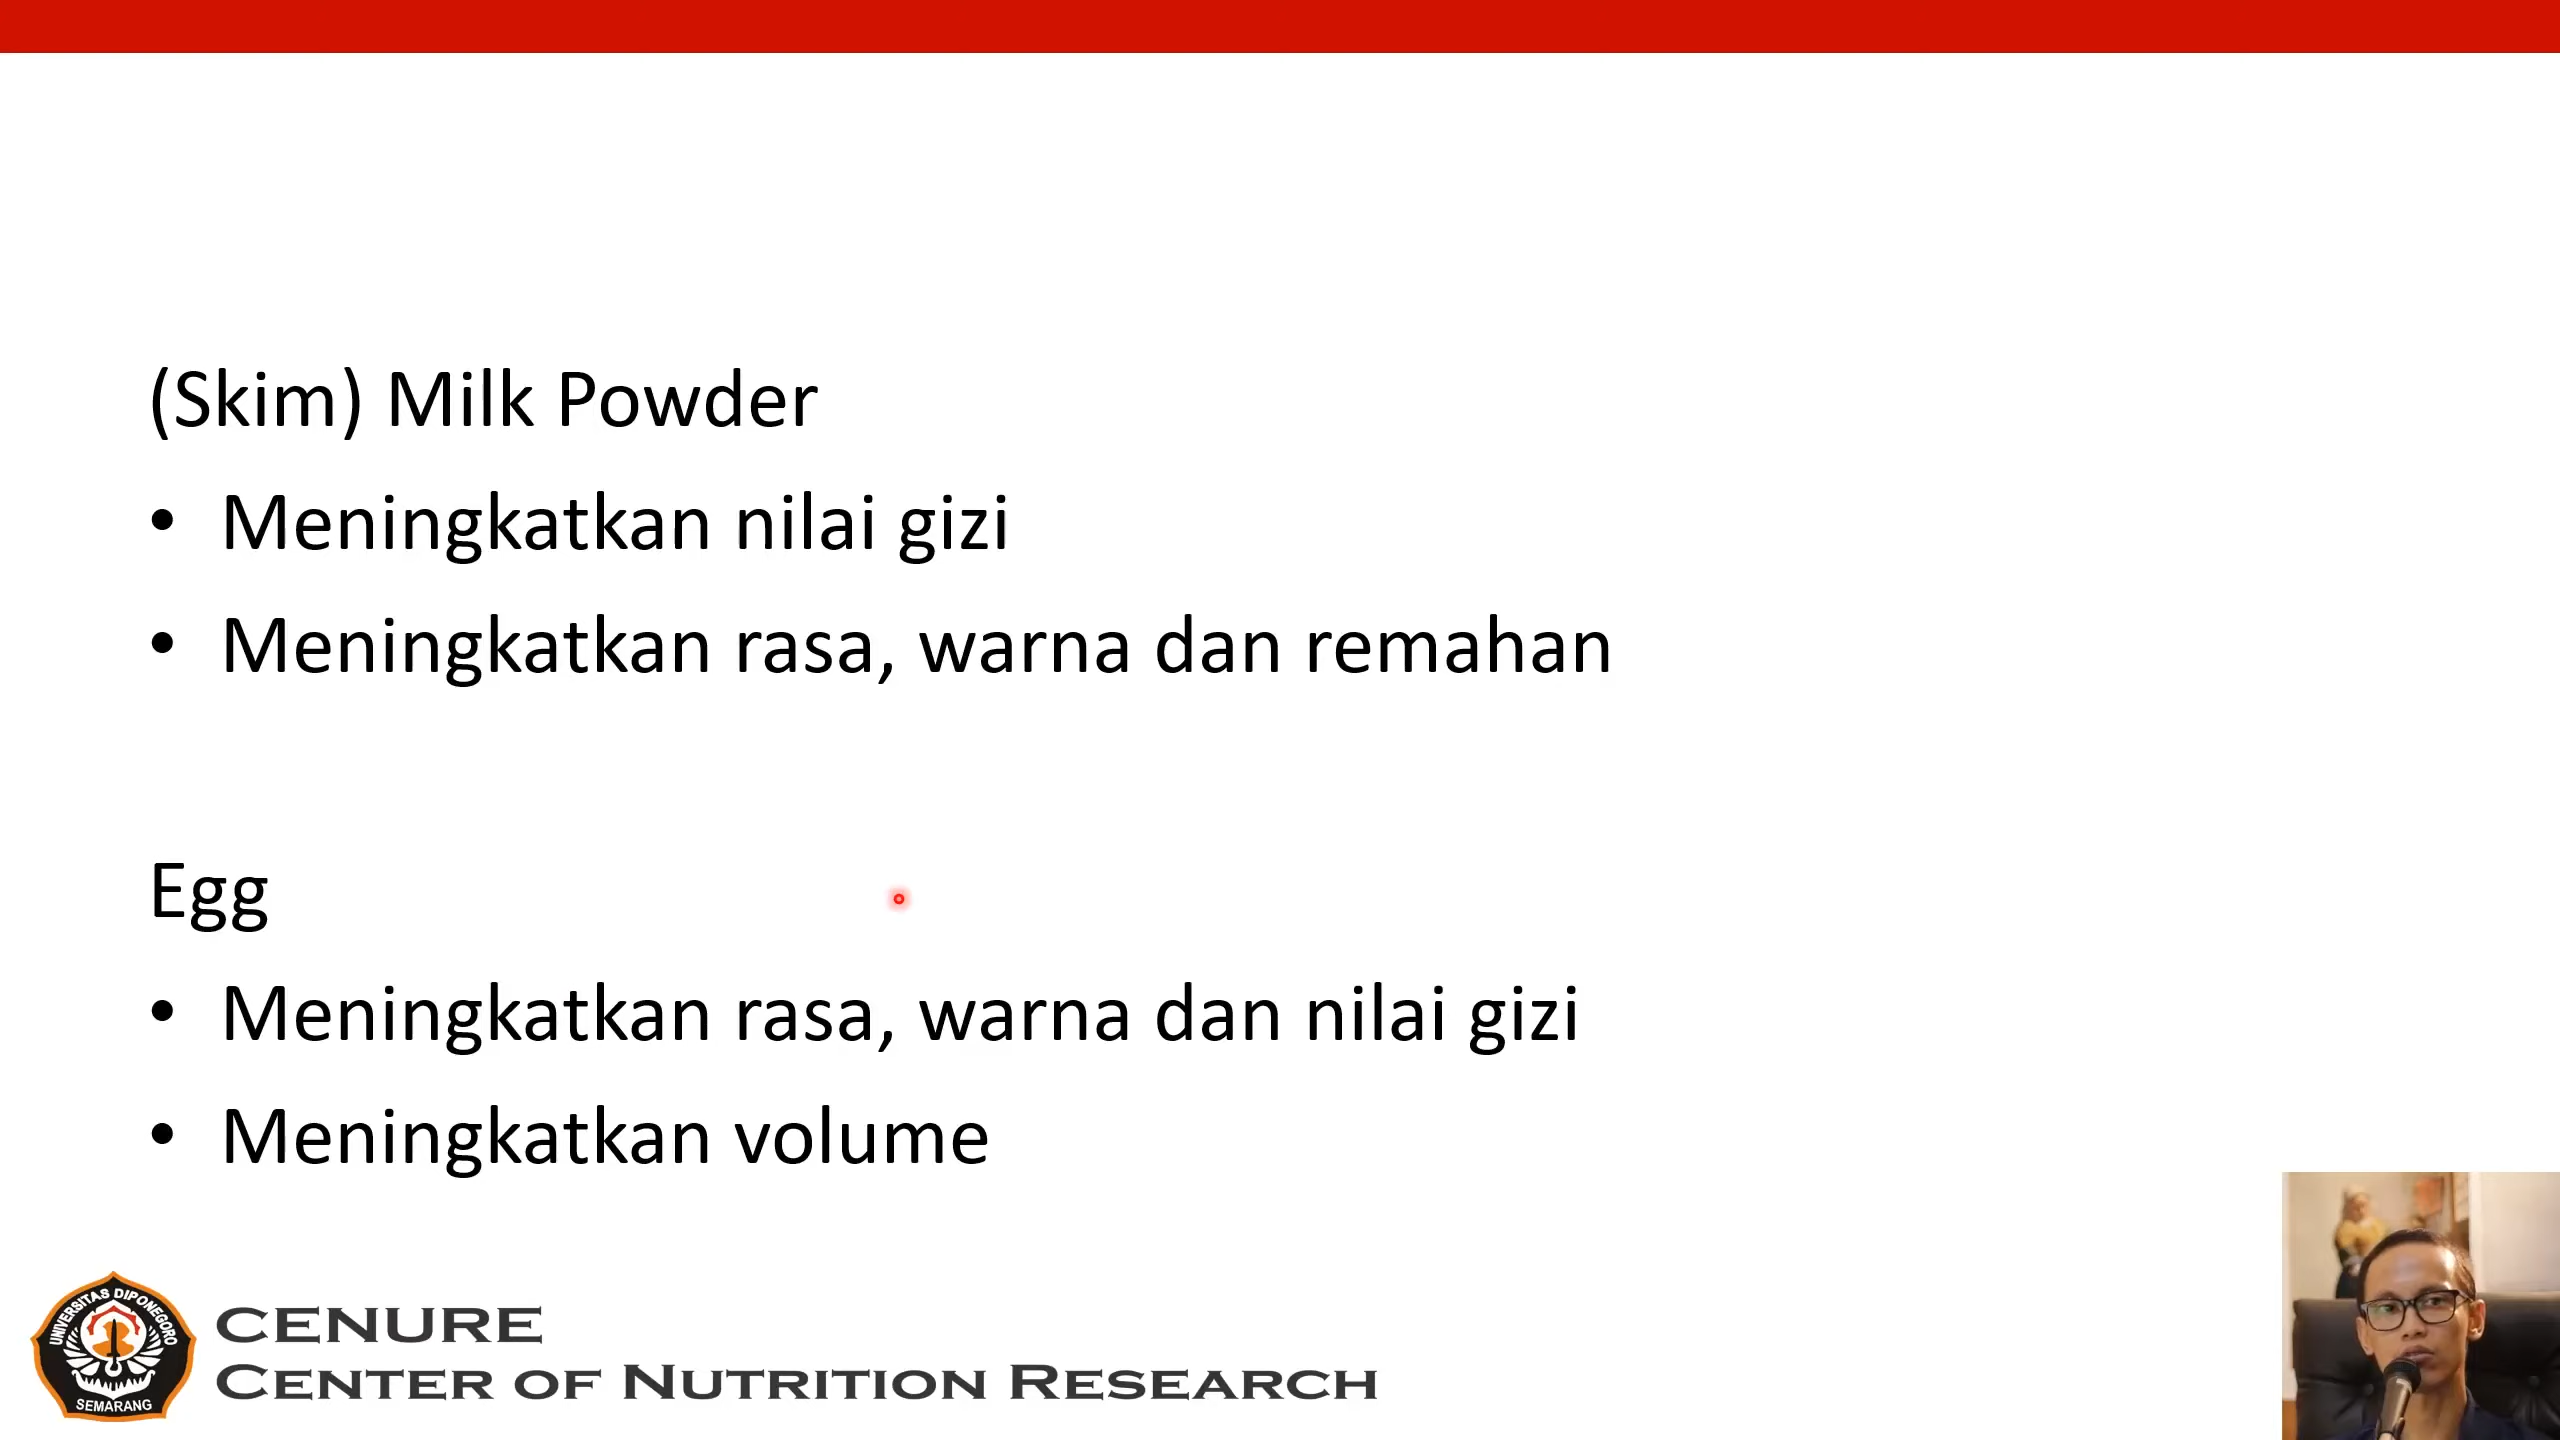 (Skim) Milk Powder
• Meningkatkan nilai gizi
• Meningkatkan rasa, warna dan remahan
Egg
• Meningkatkan rasa, warna dan nilai gizi
• Meningkatkan volume
UNIVERSITAS DIPONEGORO
SEMARANG
CENURE
CENTER OF NUTRITION RESEARCH